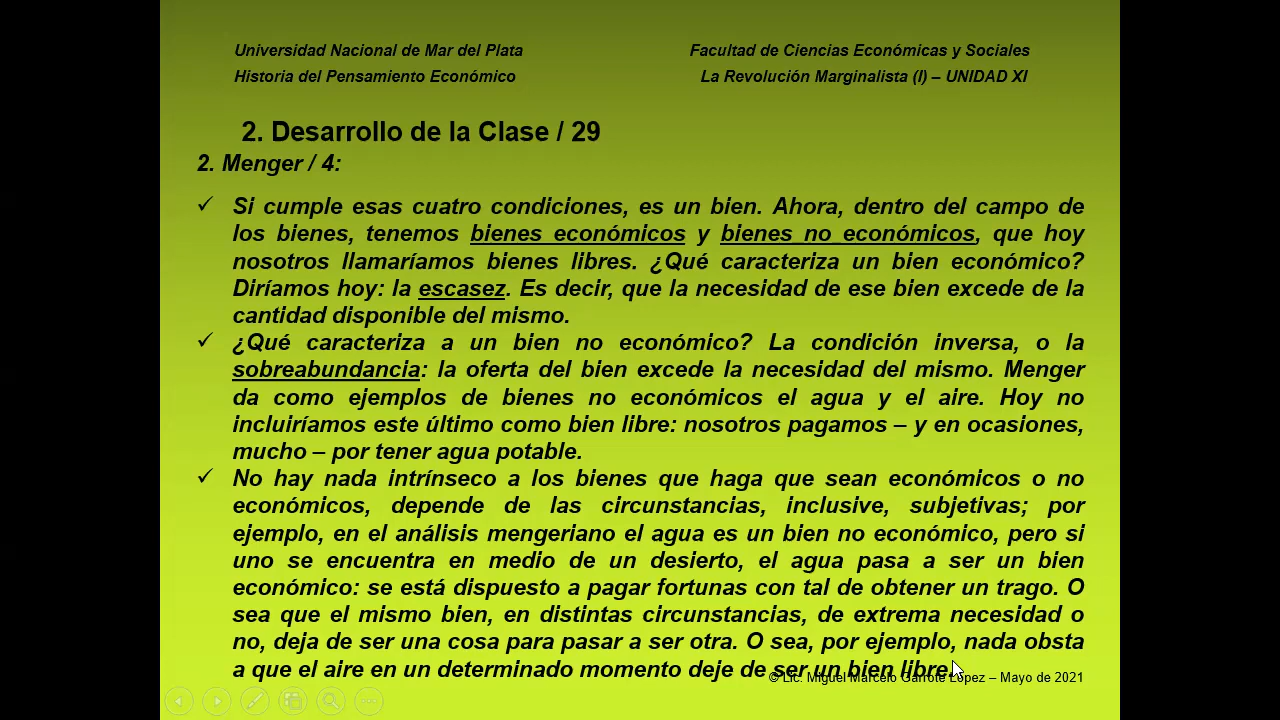 Universidad Nacional de Mar del Plata
Facultad de Ciencias Económicas y Sociales
Historia del Pensamiento Económico
La Revolución Marginalista (I) – UNIDAD XI
2. Desarrollo de la Clase / 29
2. Menger / 4:
✓ Si cumple esas cuatro condiciones, es un bien. Ahora, dentro del campo de
los bienes, tenemos bienes económicos y bienes no económicos, que hoy
nosotros llamaríamos bienes libres. ¿Qué caracteriza un bien económico?
Diríamos hoy: la escasez. Es decir, que la necesidad de ese bien excede de la
cantidad disponible del mismo.
✓ ¿Qué caracteriza a un bien no económico? La condición inversa, o la
sobreabundancia: la oferta del bien excede la necesidad del mismo. Menger
da como ejemplos de bienes no económicos el agua y el aire. Hoy no
incluiríamos este último como bien libre: nosotros pagamos – y en ocasiones,
mucho – por tener agua potable.
✓ No hay nada intrínseco a los bienes que haga que sean económicos o no
económicos, depende de las circunstancias, inclusive, subjetivas; por
ejemplo, en el análisis mengeriano el agua es un bien no económico, pero si
uno se encuentra en medio de un desierto, el agua pasa a ser un bien
económico: se está dispuesto a pagar fortunas con tal de obtener un trago. O
sea que el mismo bien, en distintas circunstancias, de extrema necesidad o
no, deja de ser una cosa para pasar a ser otra. O sea, por ejemplo, nada obsta
a que el aire en un determinado momento deje de ser un bien libre.
© Lic. Miguel Marcelo Garrote López – Mayo de 2021